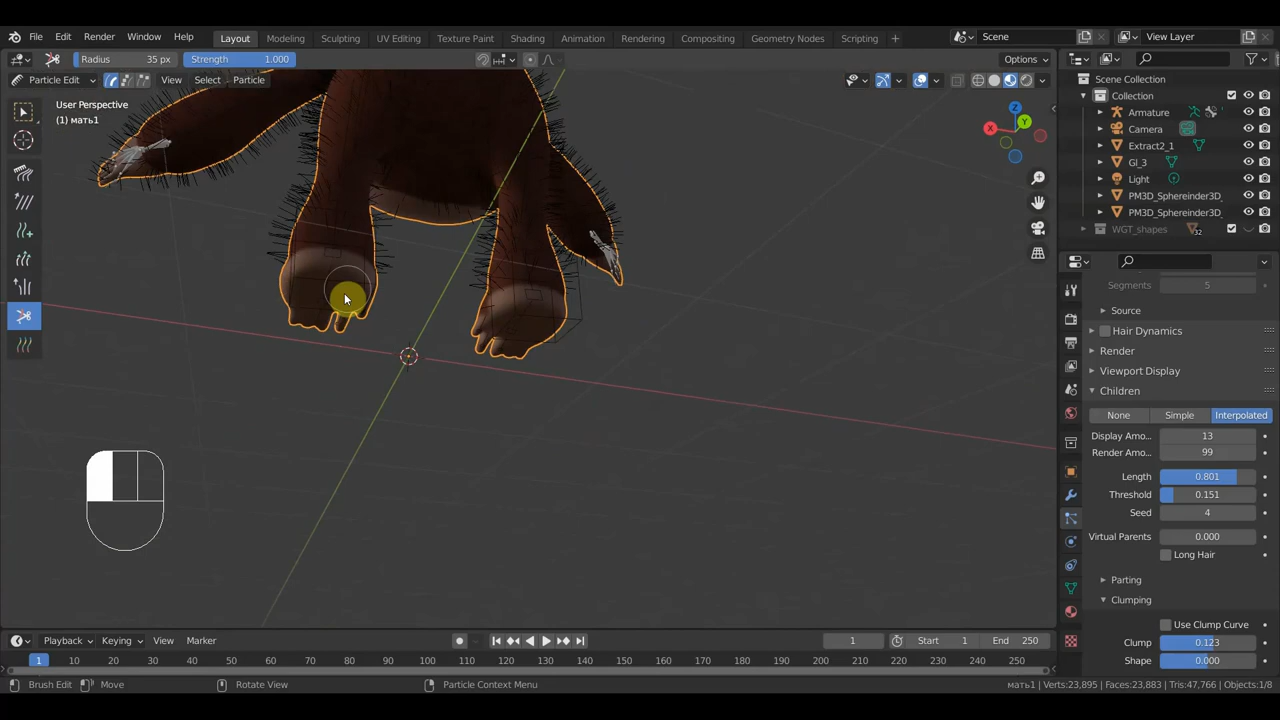 File Edit Render Window Help Layout Modeling Sculpting UV Editing Texture Paint Shading Animation Rendering Compositing Geometry Nodes Scripting + Scene View Layer
Radius 35 px Strength 1.000 Options
Particle Edit View Select Particle
User Perspective
(1) мать1
X Y Z
Scene Collection
Collection
Armature
Camera
Extract2_1
Gl_3
Light
PM3D_Sphereinder3D_
PM3D_Sphereinder3D_
WGT_shapes 32
Segments 5
Source
Hair Dynamics
Render
Viewport Display
Children
None Simple Interpolated
Display Amo... 13
Render Amo... 99
Length 0.801
Threshold 0.151
Seed 4
Virtual Parents 0.000
Long Hair
Parting
Clumping
Use Clump Curve
Clump 0.123
Shape 0.000
Playback Keying View Marker 1 Start 1 End 250
1 10 20 30 40 50 60 70 80 90 100 110 120 130 140 150 160 170 180 190 200 210 220 230 240 250
Brush Edit Move Rotate View Particle Context Menu мать1 | Verts:23,895 | Faces:23,883 | Tris:47,766 | Objects:1/8